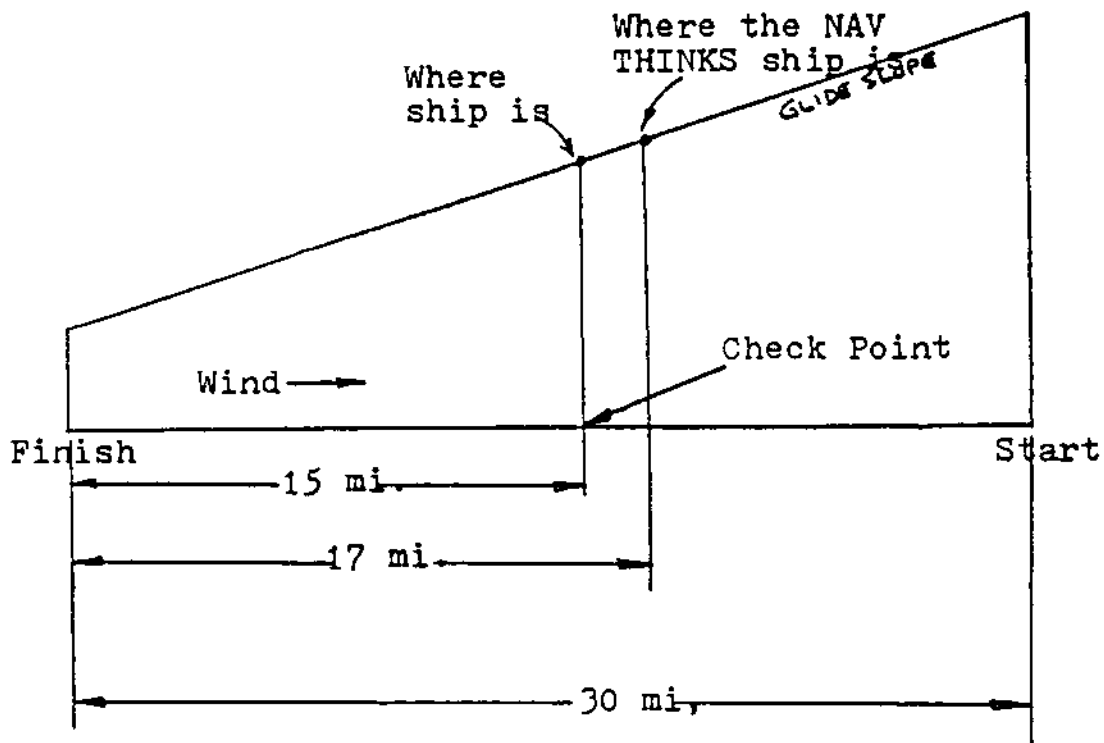 Where the NAV
THINKS ship is
GLIDE SLOPE
Where
ship is
Check Point
Wind
Finish
Start
15 mi.
17 mi.
30 mi,